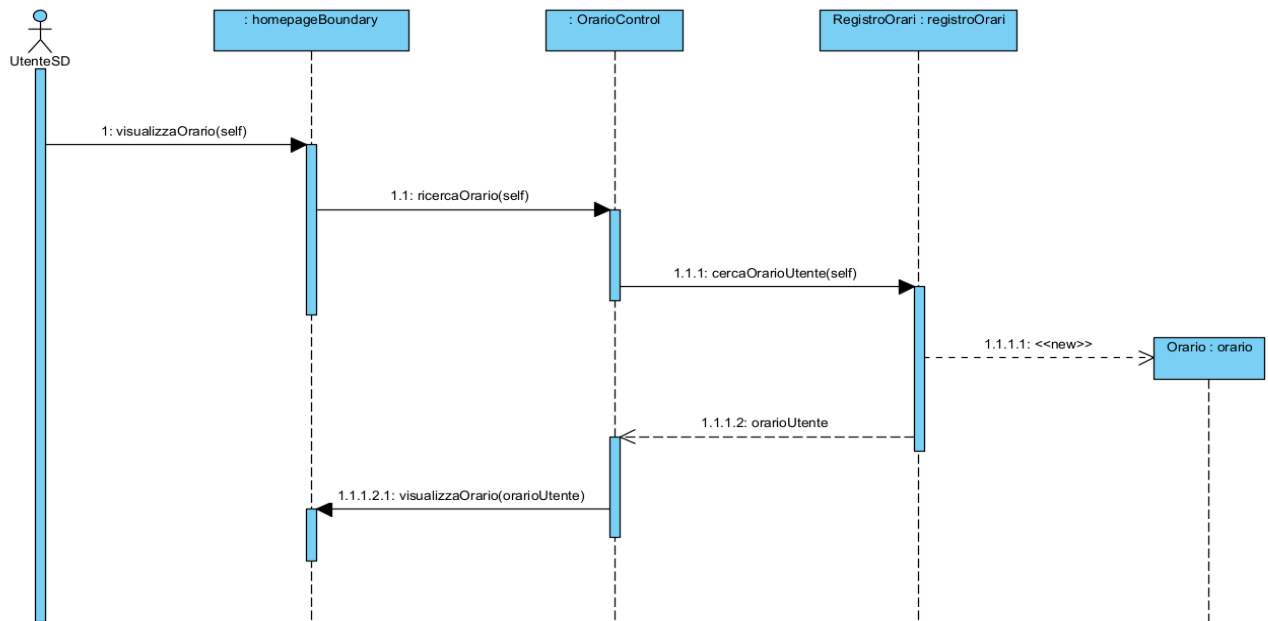 : homepageBoundary
: OrarioControl
RegistroOrari : registroOrari
UtenteSD
1: visualizzaOrario(self)
1.1: ricercaOrario(self)
1.1.1: cercaOrarioUtente(self)
1.1.1.1: <<new>>
Orario : orario
1.1.1.2: orarioUtente
1.1.1.2.1: visualizzaOrario(orarioUtente)